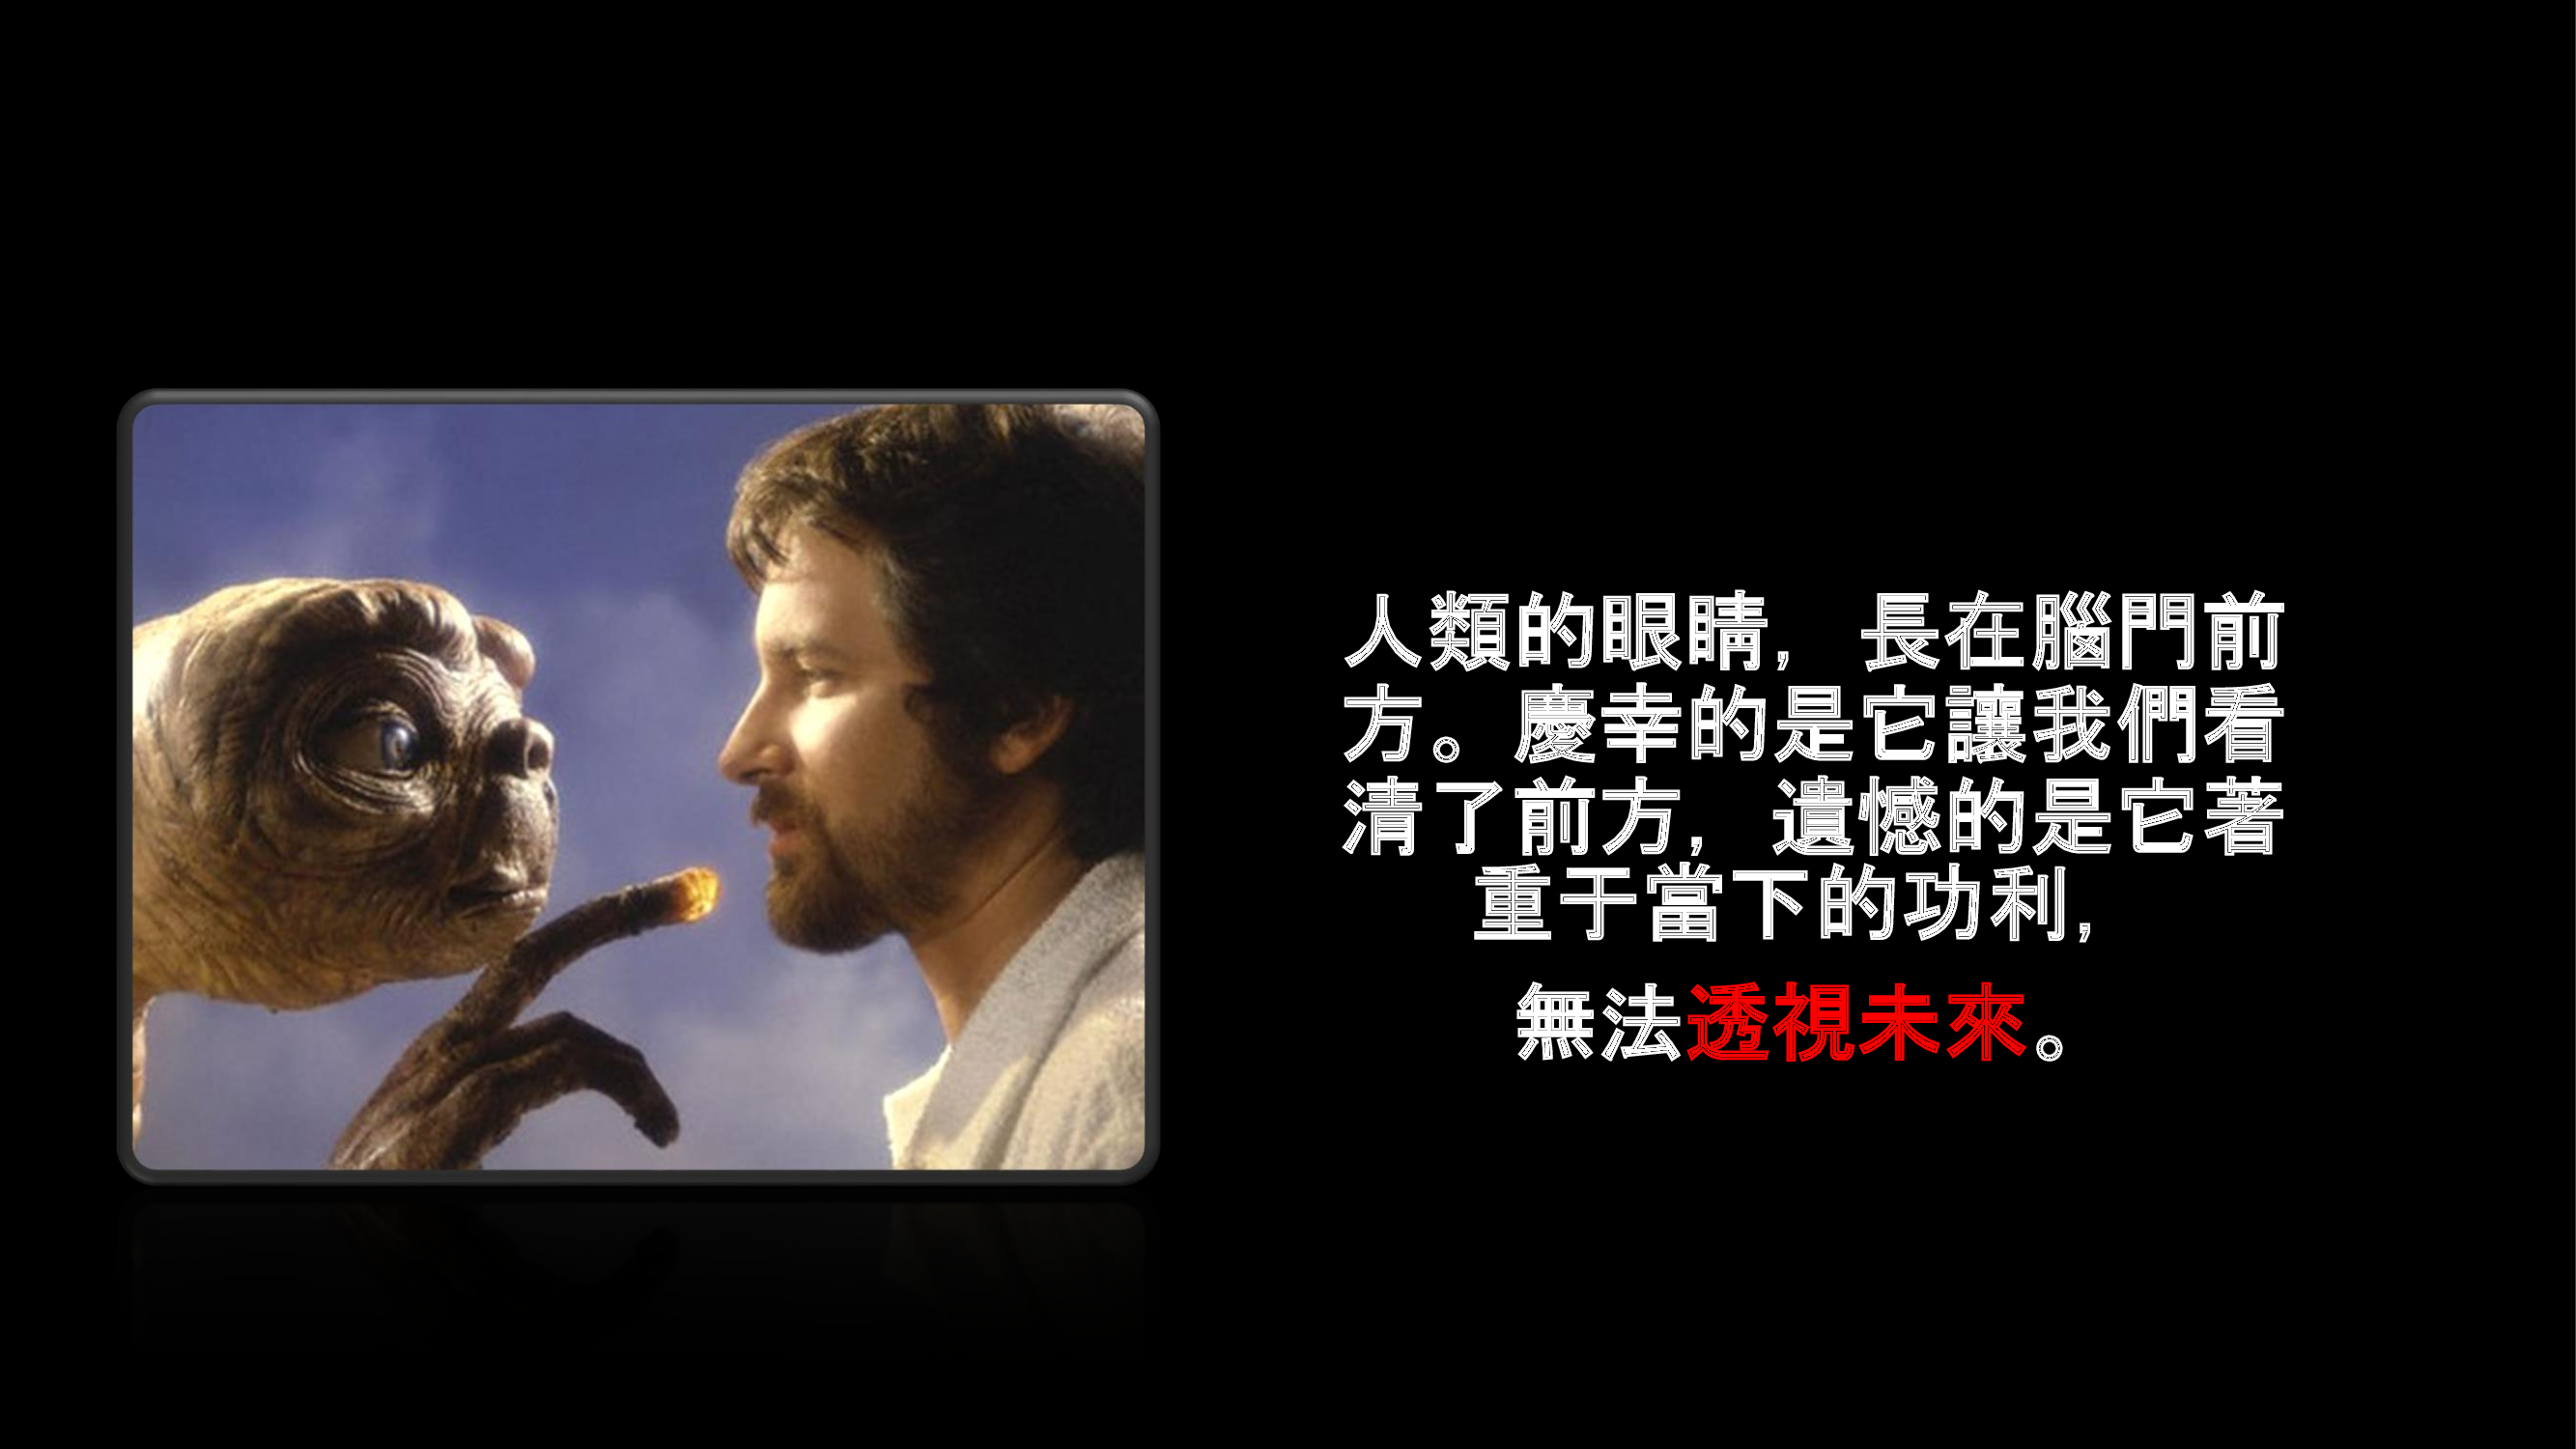 人類的眼睛，長在腦門前
方。慶幸的是它讓我們看
清了前方，遺憾的是它著
重于當下的功利，
無法透視未來。